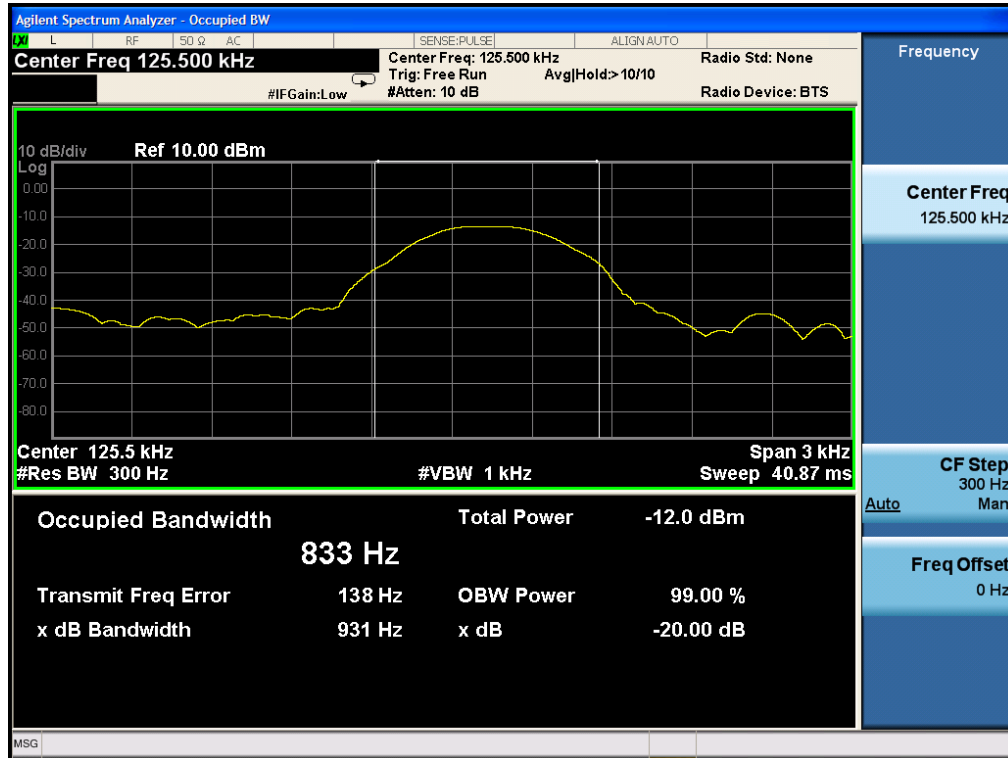 Agilent Spectrum Analyzer - Occupied BW
LXI L RF 50 Ω AC SENSE:PULSE ALIGN AUTO
Center Freq 125.500 kHz
Center Freq: 125.500 kHz Radio Std: None
Trig: Free Run Avg|Hold:> 10/10
#IFGain:Low #Atten: 10 dB Radio Device: BTS
10 dB/div Ref 10.00 dBm
Log
0.00
-10.0
-20.0
-30.0
-40.0
-50.0
-60.0
-70.0
-80.0
Center 125.5 kHz Span 3 kHz
#Res BW 300 Hz #VBW 1 kHz Sweep 40.87 ms
Occupied Bandwidth Total Power -12.0 dBm
833 Hz
Transmit Freq Error 138 Hz OBW Power 99.00 %
x dB Bandwidth 931 Hz x dB -20.00 dB
MSG
Frequency
Center Freq
125.500 kHz
CF Step
300 Hz
Auto Man
Freq Offset
0 Hz